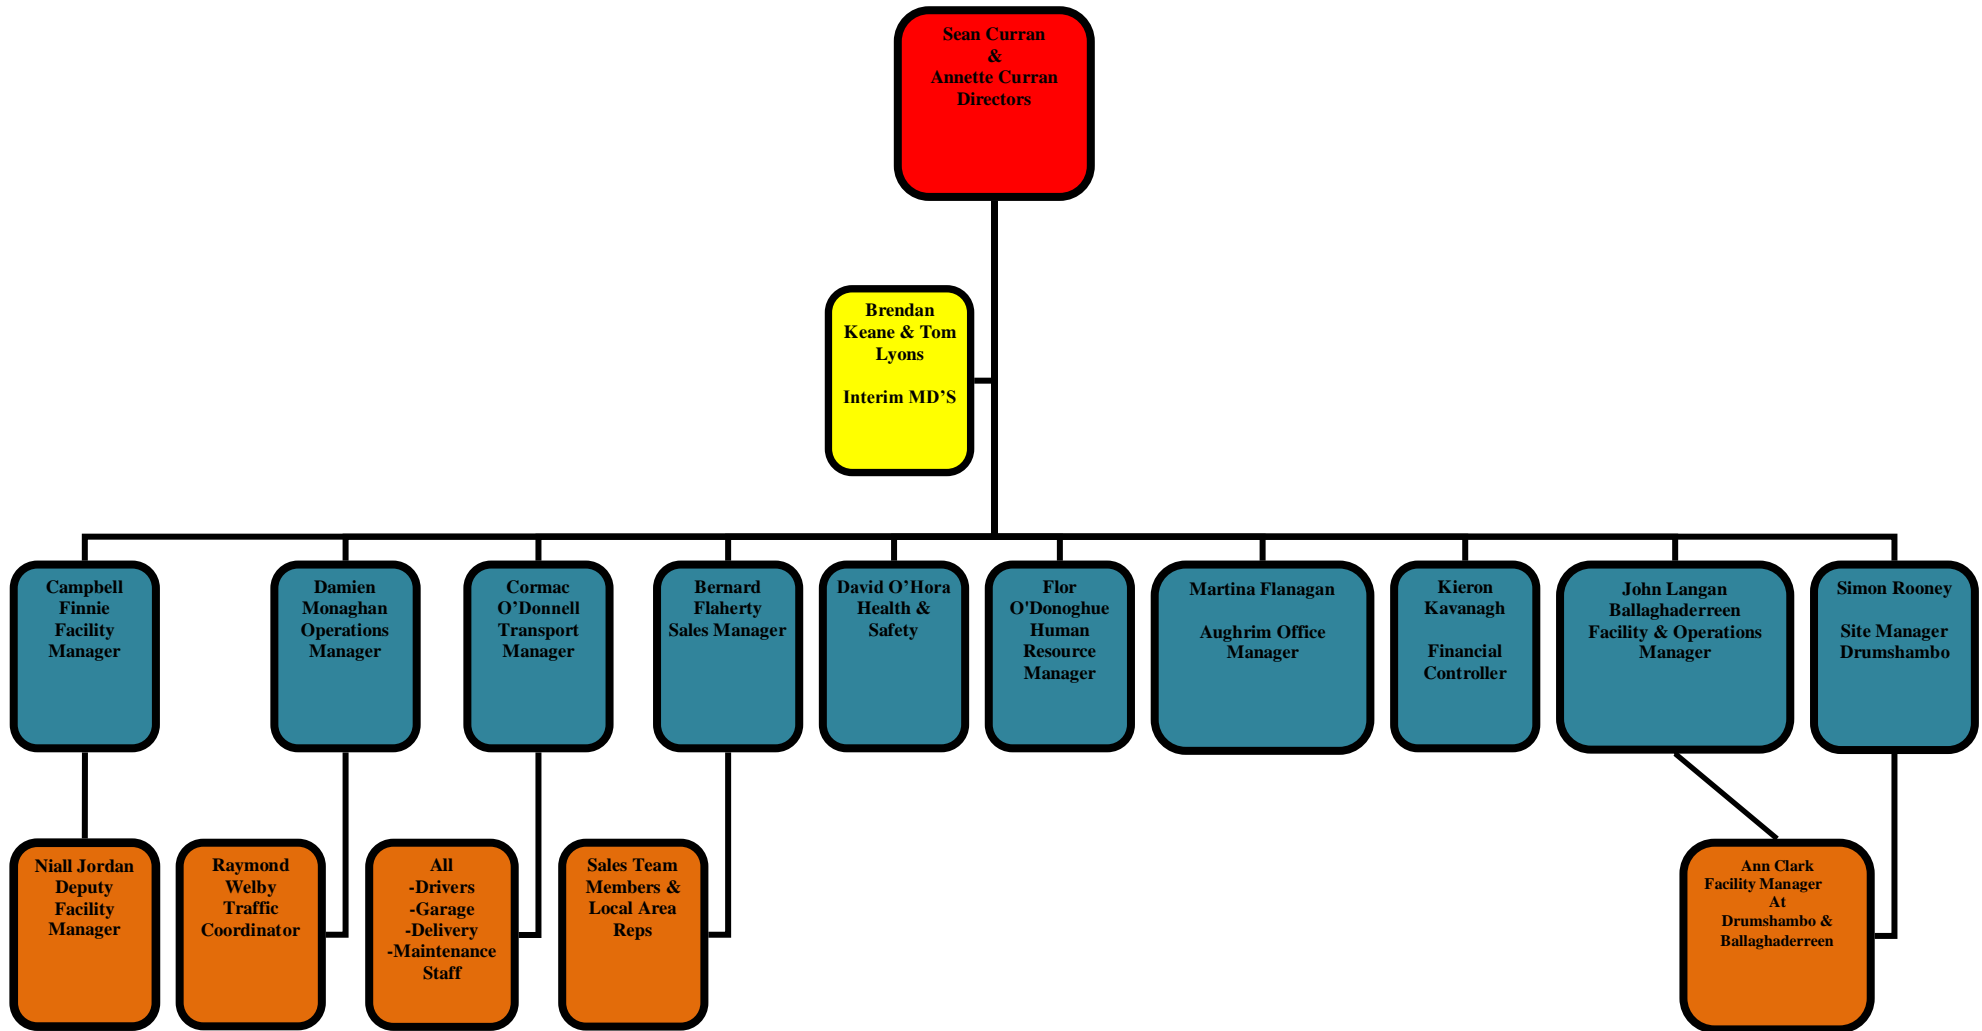 Sean Curran
&
Annette Curran
Directors
Brendan
Keane & Tom
Lyons
Interim MD’S
Campbell
Finnie
Facility
Manager
Damien
Monaghan
Operations
Manager
Cormac
O’Donnell
Transport
Manager
Bernard
Flaherty
Sales Manager
David O’Hora
Health &
Safety
Flor
O'Donoghue
Human
Resource
Manager
Martina Flanagan
Aughrim Office
Manager
Kieron
Kavanagh
Financial
Controller
John Langan
Ballaghaderreen
Facility & Operations
Manager
Simon Rooney
Site Manager
Drumshambo
Niall Jordan
Deputy
Facility
Manager
Raymond
Welby
Traffic
Coordinator
All
-Drivers
-Garage
-Delivery
-Maintenance
Staff
Sales Team
Members &
Local Area
Reps
Ann Clark
Facility Manager
At
Drumshambo &
Ballaghaderreen